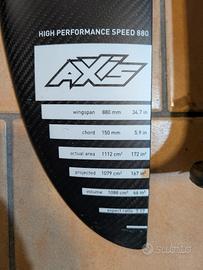 HIGH PERFORMANCE SPEED 880
AXIS
wingspan 880 mm 34.7 in
chord 150 mm 5.9 in
actual area 1112 cm² 172 in²
projected 1079 cm² 167 in²
volume 1088 cm³ 66 in³
aspect ratio
subito